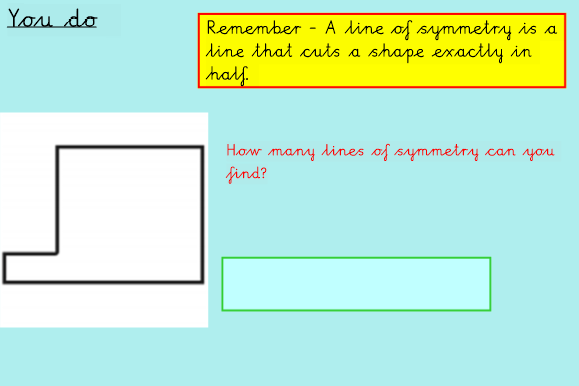 You do
Remember - A line of symmetry is a
line that cuts a shape exactly in
half.
How many lines of symmetry can you
find?